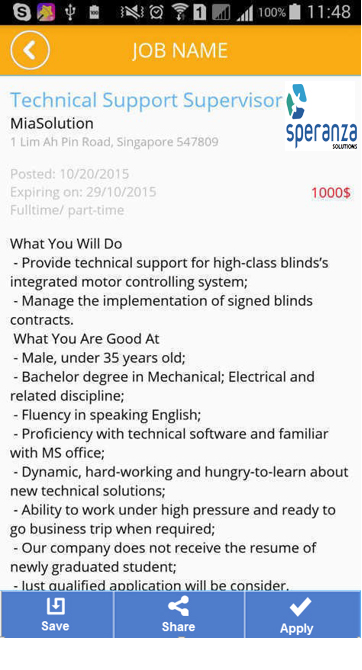 100% 11:48
JOB NAME
Technical Support Supervisor
speranza
SOLUTIONS
MiaSolution
1 Lim Ah Pin Road, Singapore 547809
Posted: 10/20/2015
Expiring on: 29/10/2015
1000$
Fulltime/ part-time
What You Will Do
- Provide technical support for high-class blinds's
integrated motor controlling system;
- Manage the implementation of signed blinds
contracts.
What You Are Good At
- Male, under 35 years old;
- Bachelor degree in Mechanical; Electrical and
related discipline;
- Fluency in speaking English;
- Proficiency with technical software and familiar
with MS office;
- Dynamic, hard-working and hungry-to-learn about
new technical solutions;
- Ability to work under high pressure and ready to
go business trip when required;
- Our company does not receive the resume of
newly graduated student;
- Just qualified application will be consider.
Save
Share
Apply